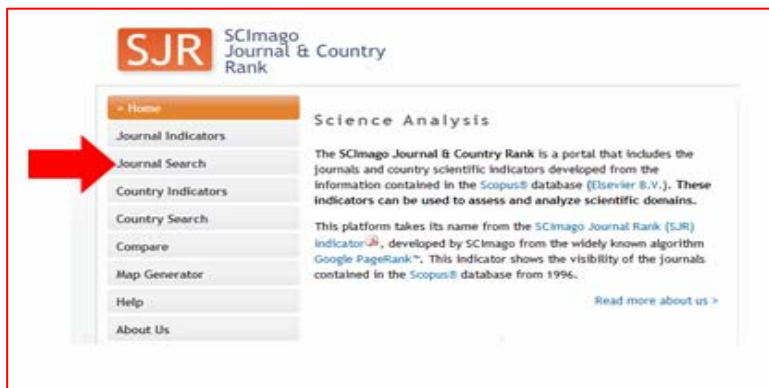 SJR
SCImago
Journal & Country
Rank
» Home
Journal Indicators
Journal Search
Country Indicators
Country Search
Compare
Map Generator
Help
About Us
Science Analysis
The SCImago Journal & Country Rank is a portal that includes the
journals and country scientific indicators developed from the
information contained in the Scopus® database (Elsevier B.V.). These
indicators can be used to assess and analyze scientific domains.
This platform takes its name from the SCImago Journal Rank (SJR)
indicator, developed by SCImago from the widely known algorithm
Google PageRank™. This indicator shows the visibility of the journals
contained in the Scopus® database from 1996.
Read more about us >